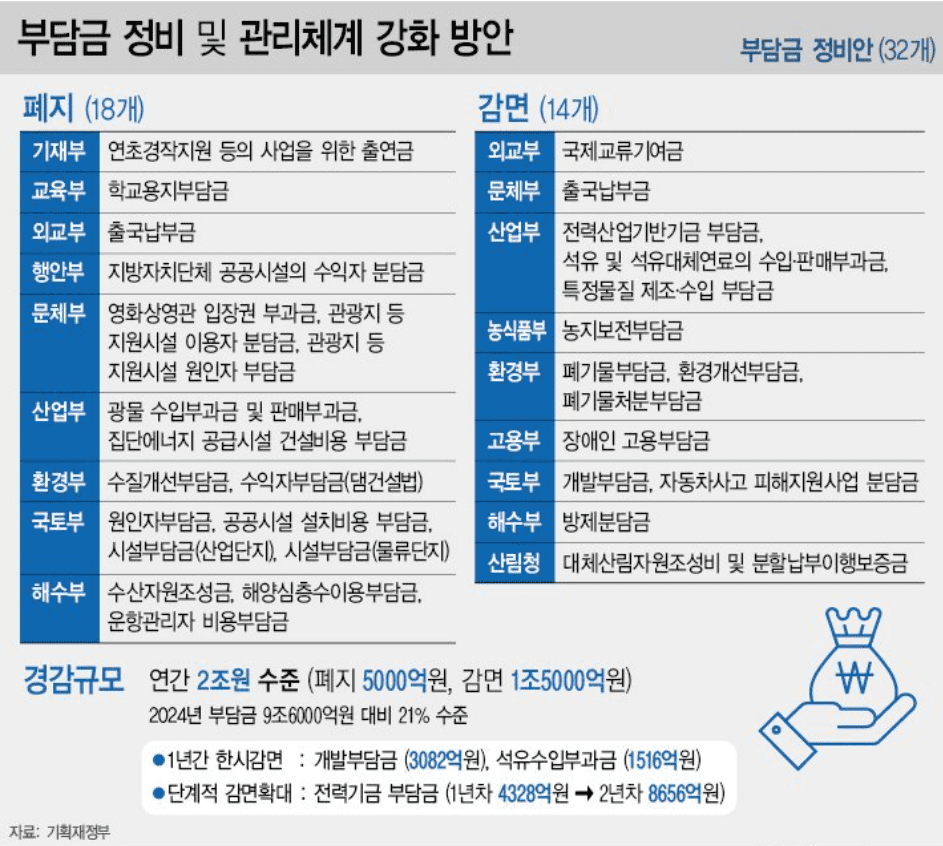 부담금 정비 및 관리체계 강화 방안
부담금 정비안 (32개)
폐지 (18개)
기재부 연초경작지원 등의 사업을 위한 출연금
교육부 학교용지부담금
외교부 출국납부금
행안부 지방자치단체 공공시설의 수익자 분담금
문체부 영화상영관 입장권 부과금, 관광지 등
지원시설 이용자 분담금, 관광지 등
지원시설 원인자 부담금
산업부 광물 수입부과금 및 판매부과금,
집단에너지 공급시설 건설비용 부담금
환경부 수질개선부담금, 수익자부담금(댐건설법)
국토부 원인자부담금, 공공시설 설치비용 부담금,
시설부담금(산업단지), 시설부담금(물류단지)
해수부 수산자원조성금, 해양심층수이용부담금,
운항관리자 비용부담금
감면 (14개)
외교부 국제교류기여금
문체부 출국납부금
산업부 전력산업기반기금 부담금,
석유 및 석유대체연료의 수입·판매부과금,
특정물질 제조·수입 부담금
농식품부 농지보전부담금
환경부 폐기물부담금, 환경개선부담금,
폐기물처분부담금
고용부 장애인 고용부담금
국토부 개발부담금, 자동차사고 피해지원사업 분담금
해수부 방제분담금
산림청 대체산림자원조성비 및 분할납부이행보증금
경감규모 연간 2조원 수준 (폐지 5000억원, 감면 1조5000억원)
2024년 부담금 9조6000억원 대비 21% 수준
●1년간 한시감면 : 개발부담금 (3082억원), 석유수입부과금 (1516억원)
●단계적 감면확대 : 전력기금 부담금 (1년차 4328억원 → 2년차 8656억원)
₩
자료: 기획재정부